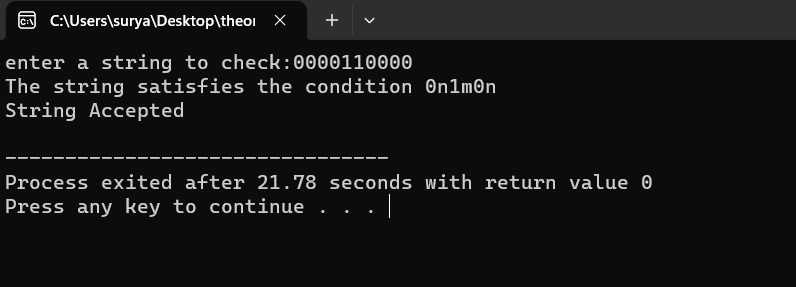 C:\Users\surya\Desktop\theor
enter a string to check:0000110000
The string satisfies the condition 0n1m0n
String Accepted
--------------------------------
Process exited after 21.78 seconds with return value 0
Press any key to continue . . .